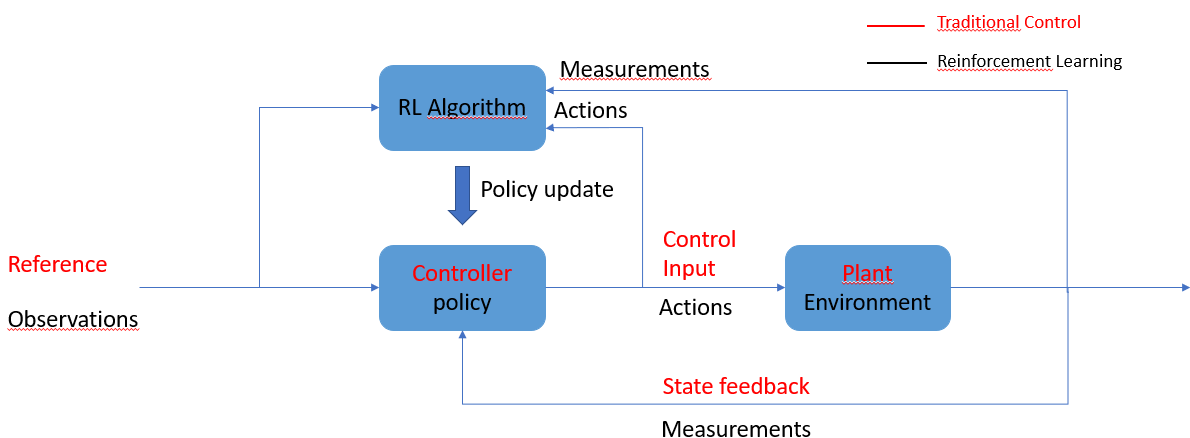 Traditional Control
Reinforcement Learning
Measurements
RL Algorithm
Actions
Policy update
Reference
Observations
Controller
policy
Control
Input
Actions
Plant
Environment
State feedback
Measurements